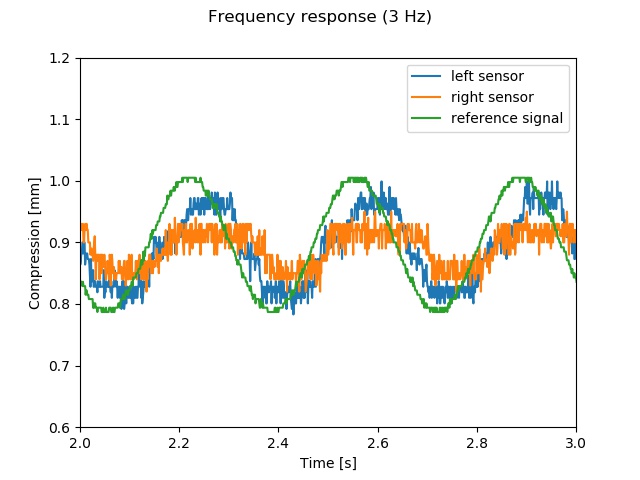 Frequency response (3 Hz)
left sensor
right sensor
reference signal
Compression [mm]
1.2
1.1
1.0
0.9
0.8
0.7
0.6
2.0
2.2
2.4
2.6
2.8
3.0
Time [s]